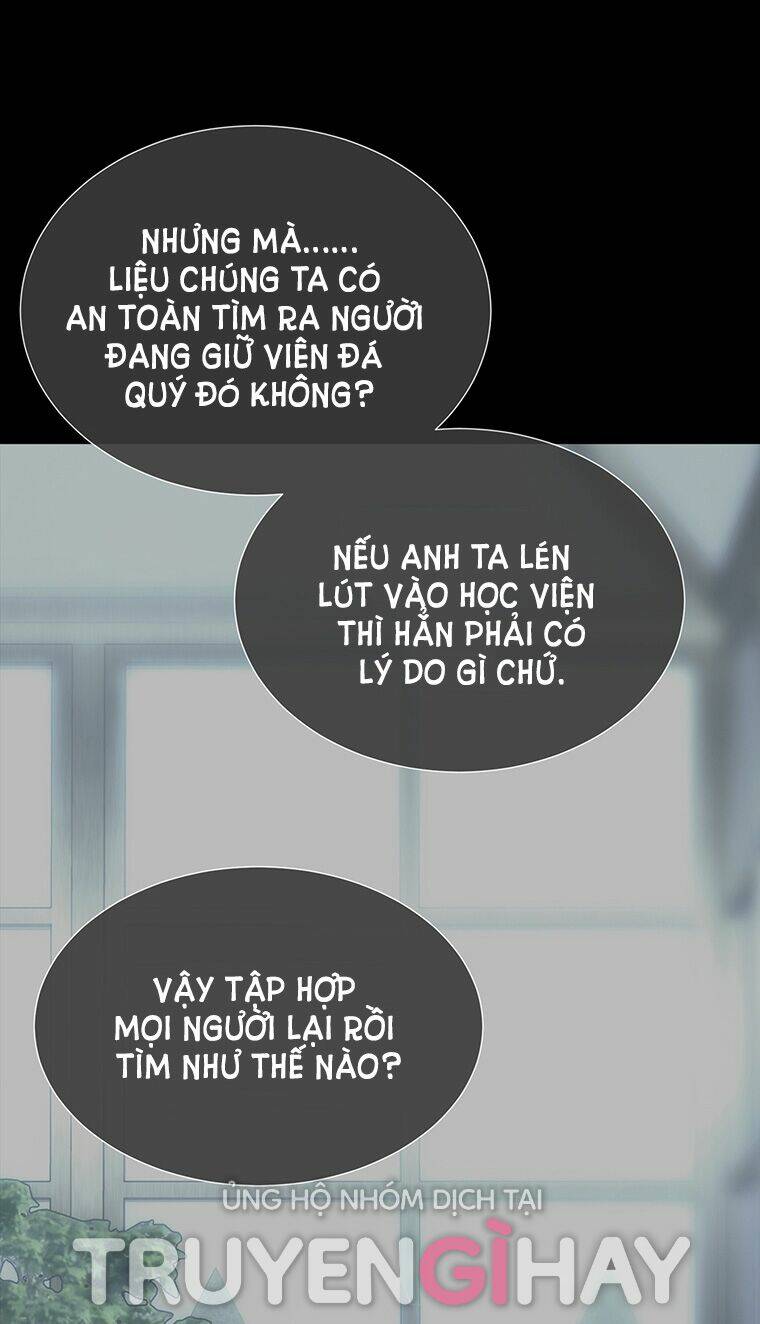 NHƯNG MÀ......
LIỆU CHÚNG TA CÓ
AN TOÀN TÌM RA NGƯỜI
ĐANG GIỮ VIÊN ĐÁ
QUÝ ĐÓ KHÔNG?
NẾU ANH TA LÉN
LÚT VÀO HỌC VIỆN
THÌ HẲN PHẢI CÓ
LÝ DO GÌ CHỨ.
VẬY TẬP HỢP
MỌI NGƯỜI LẠI RỒI
TÌM NHƯ THẾ NÀO?
ỦNG HỘ NHÓM DỊCH TẠI
TRUYENGÌHAY